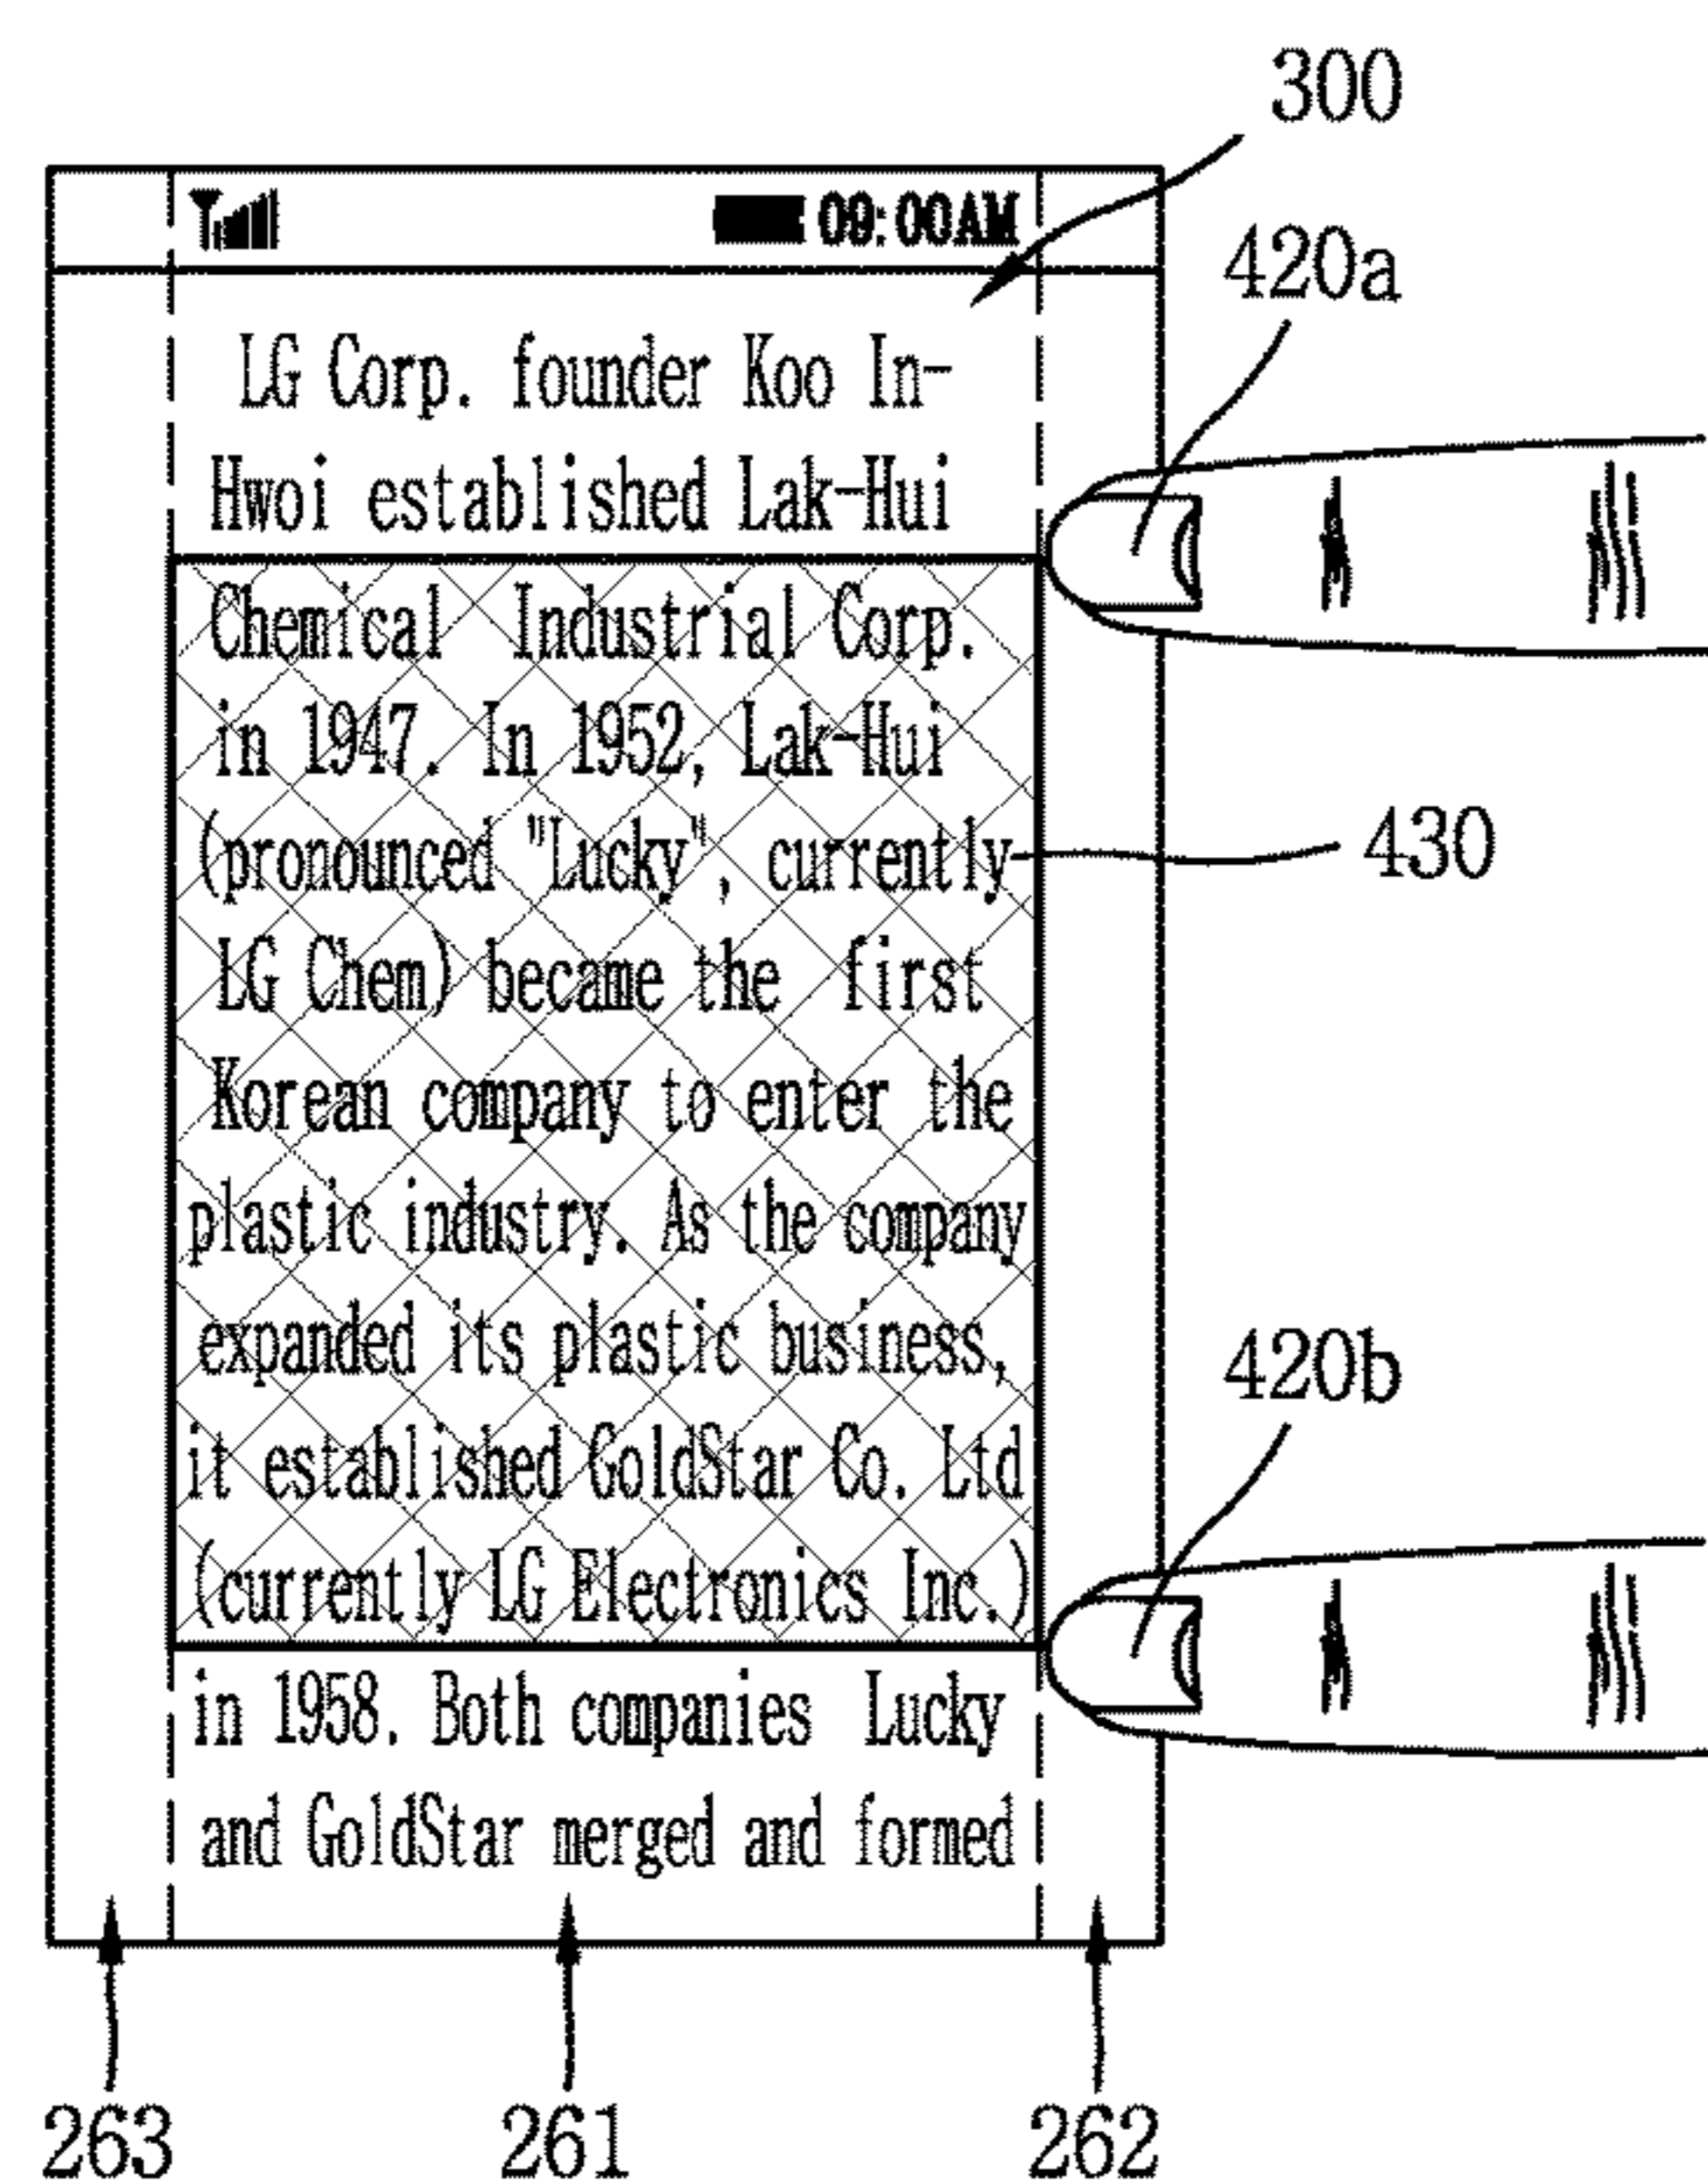 300
09:00AM
420a
LG Corp. founder Koo In-
Hwoi established Lak-Hui
Chemical Industrial Corp.
in 1947. In 1952, Lak-Hui
(pronounced "Lucky", currently
430
LG Chem) became the first
Korean company to enter the
plastic industry. As the company
expanded its plastic business,
420b
it established GoldStar Co. Ltd
(currently LG Electronics Inc.)
in 1958. Both companies Lucky
and GoldStar merged and formed
263 261 262